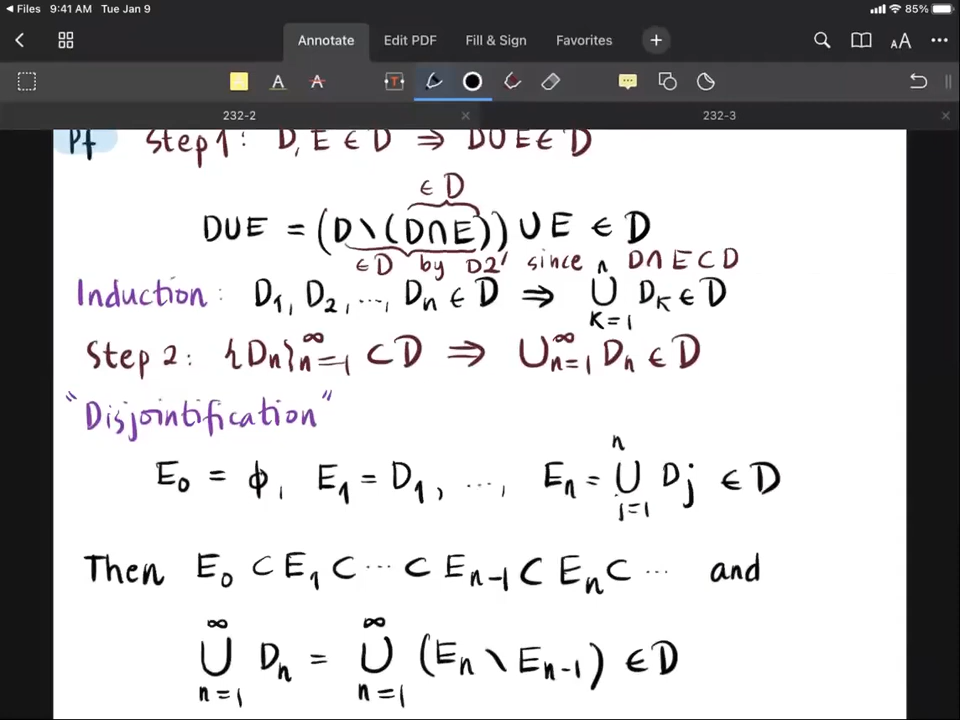 Files 9:41 AM Tue Jan 9 85%
Annotate Edit PDF Fill & Sign Favorites
232-2 232-3
Pf Step 1: D, E ∈ D ⇒ D∪E ∈ D
∈ D
D∪E = (D \ (D∩E)) ∪ E ∈ D
∈ D by D2' since D∩E ⊂ D
Induction: D₁, D₂, ..., Dₙ ∈ D ⇒ ⋃ₖ₌₁ⁿ Dₖ ∈ D
Step 2: {Dₙ}ₙ₌₁^∞ ⊂ D ⇒ ⋃ₙ₌₁^∞ Dₙ ∈ D
"Disjointification"
E₀ = ϕ, E₁ = D₁, ..., Eₙ = ⋃ⱼ₌₁ⁿ Dj ∈ D
Then E₀ ⊂ E₁ ⊂ ··· ⊂ Eₙ₋₁ ⊂ Eₙ ⊂ ··· and
⋃ₙ₌₁^∞ Dₙ = ⋃ₙ₌₁^∞ (Eₙ \ Eₙ₋₁) ∈ D